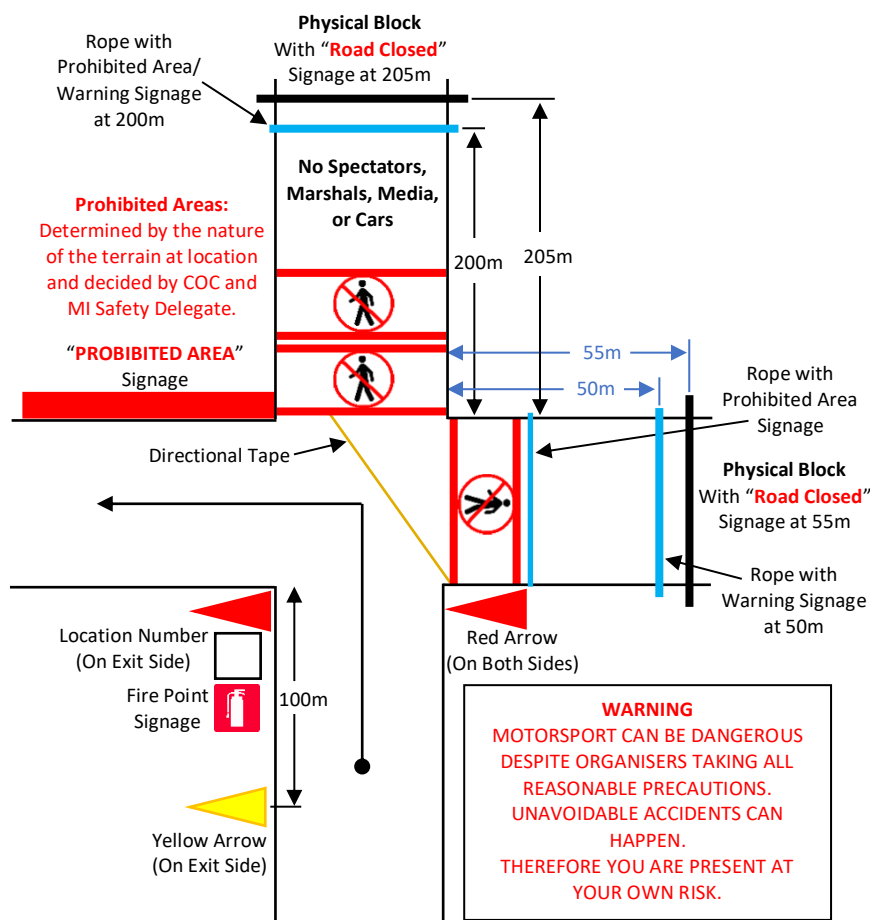 Rope with
Prohibited Area/
Warning Signage
at 200m
Physical Block
With “Road Closed”
Signage at 205m
No Spectators,
Marshals, Media,
or Cars
Prohibited Areas:
Determined by the nature
of the terrain at location
and decided by COC and
MI Safety Delegate.
200m
205m
“PROBIBITED AREA”
Signage
55m
50m
Rope with
Prohibited Area
Signage
Directional Tape
Physical Block
With “Road Closed”
Signage at 55m
Rope with
Warning Signage
at 50m
Location Number
(On Exit Side)
Red Arrow
(On Both Sides)
Fire Point
Signage
100m
Yellow Arrow
(On Exit Side)
WARNING
MOTORSPORT CAN BE DANGEROUS
DESPITE ORGANISERS TAKING ALL
REASONABLE PRECAUTIONS.
UNAVOIDABLE ACCIDENTS CAN
HAPPEN.
THEREFORE YOU ARE PRESENT AT
YOUR OWN RISK.